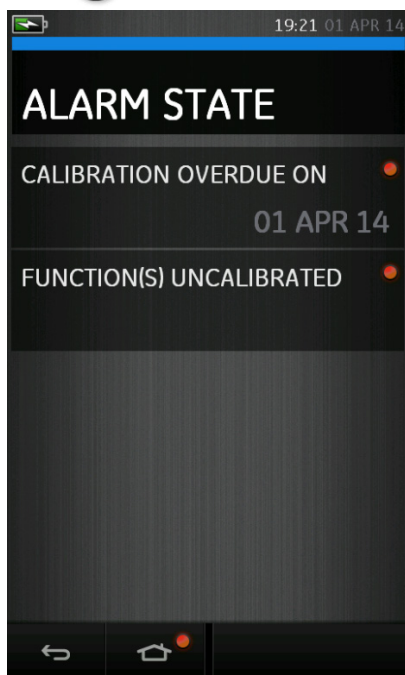 19:21 01 APR 14
ALARM STATE
CALIBRATION OVERDUE ON
01 APR 14
FUNCTION(S) UNCALIBRATED